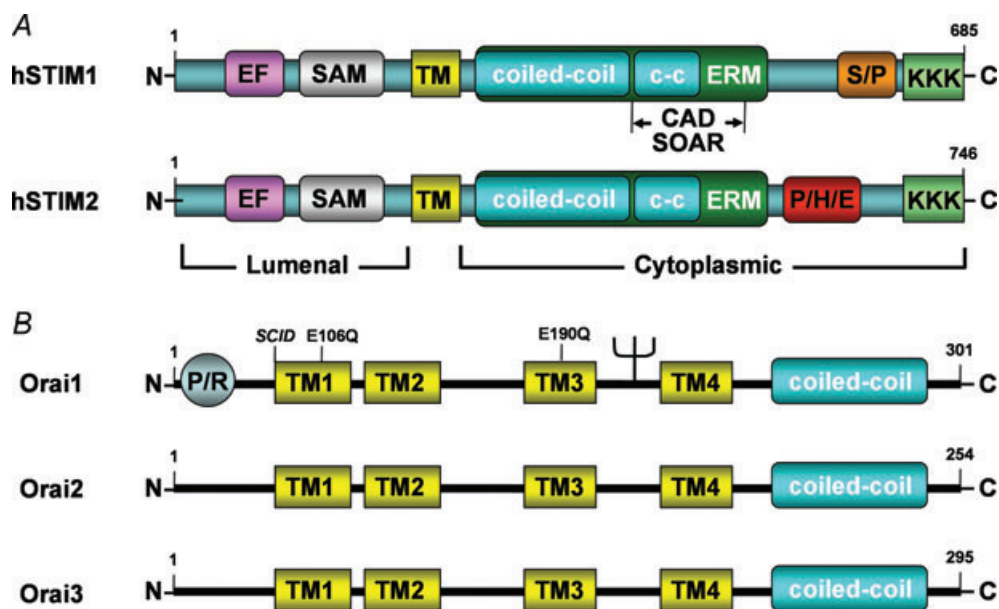 A
1 685
hSTIM1 N EF SAM TM coiled-coil c-c ERM S/P KKK C
CAD
SOAR
1 746
hSTIM2 N EF SAM TM coiled-coil c-c ERM P/H/E KKK C
Lumenal Cytoplasmic
B
SCID E106Q E190Q
1 301
Orai1 N P/R TM1 TM2 TM3 TM4 coiled-coil C
1 254
Orai2 N TM1 TM2 TM3 TM4 coiled-coil C
1 295
Orai3 N TM1 TM2 TM3 TM4 coiled-coil C